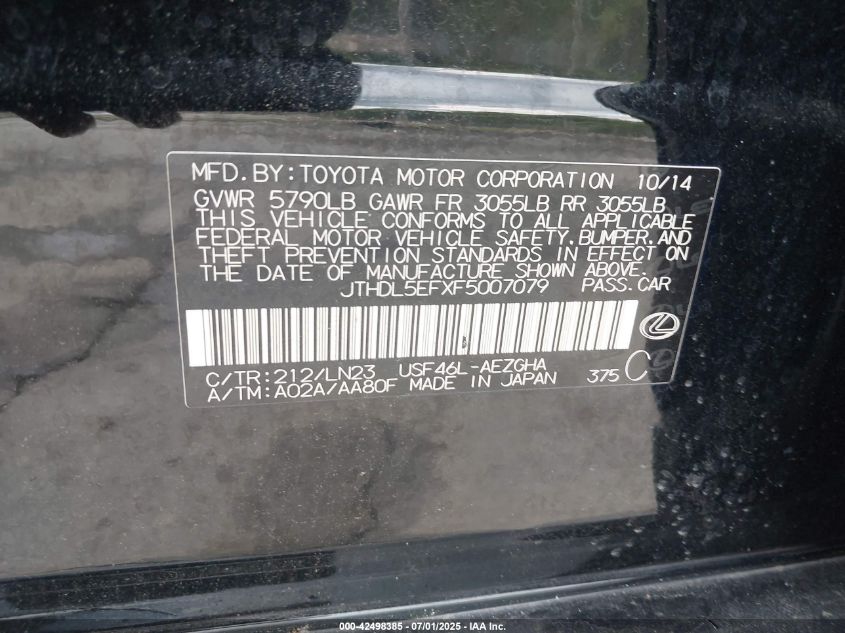 MFD.BY:TOYOTA MOTOR CORPORATION 10/14
GVWR 5790LB GAWR FR 3055LB RR 3055LB
THIS VEHICLE CONFORMS TO ALL APPLICABLE
FEDERAL MOTOR VEHICLE SAFETY,BUMPER,AND
THEFT PREVENTION STANDARDS IN EFFECT ON
THE DATE OF MANUFACTURE SHOWN ABOVE.
JTHDL5EFXF5007079 PASS.CAR
C/TR:212/LN23 USF46L-AEZGHA
A/TM:A02A/AA80F MADE IN JAPAN 375 C
000-42498385 - 07/01/2025 - IAA Inc.